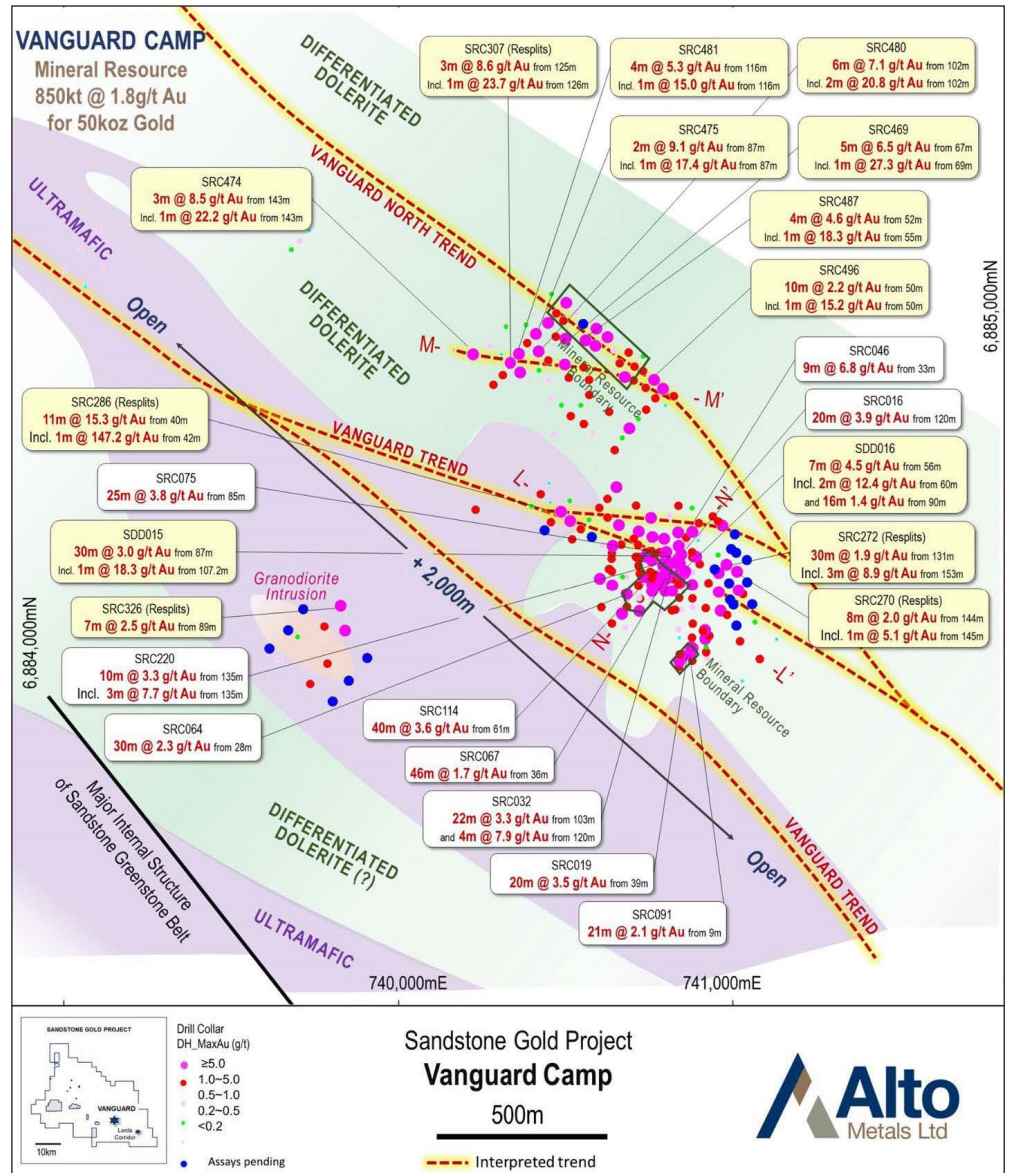 VANGUARD CAMP
Mineral Resource
850kt @ 1.8g/t Au
for 50koz Gold
DIFFERENTIATED
DOLERITE
SRC307 (Resplits)
3m @ 8.6 g/t Au from 125m
Incl. 1m @ 23.7 g/t Au from 126m
SRC481
4m @ 5.3 g/t Au from 116m
Incl. 1m @ 15.0 g/t Au from 116m
SRC480
6m @ 7.1 g/t Au from 102m
Incl. 2m @ 20.8 g/t Au from 102m
SRC475
2m @ 9.1 g/t Au from 87m
Incl. 1m @ 17.4 g/t Au from 87m
SRC469
5m @ 6.5 g/t Au from 67m
Incl. 1m @ 27.3 g/t Au from 69m
SRC474
3m @ 8.5 g/t Au from 143m
Incl. 1m @ 22.2 g/t Au from 143m
SRC487
4m @ 4.6 g/t Au from 52m
Incl. 1m @ 18.3 g/t Au from 55m
SRC496
10m @ 2.2 g/t Au from 50m
Incl. 1m @ 15.2 g/t Au from 50m
VANGUARD NORTH TREND
ULTRAMAFIC
Open
DIFFERENTIATED
DOLERITE
6,885,000mN
M-
- M'
Mineral Resource
Boundary
SRC046
9m @ 6.8 g/t Au from 33m
SRC016
20m @ 3.9 g/t Au from 120m
SRC286 (Resplits)
11m @ 15.3 g/t Au from 40m
Incl. 1m @ 147.2 g/t Au from 42m
VANGUARD TREND
SDD016
7m @ 4.5 g/t Au from 56m
Incl. 2m @ 12.4 g/t Au from 60m
and 16m 1.4 g/t Au from 90m
SRC075
25m @ 3.8 g/t Au from 85m
L-
-N'
SDD015
30m @ 3.0 g/t Au from 87m
Incl. 1m @ 18.3 g/t Au from 107.2m
SRC272 (Resplits)
30m @ 1.9 g/t Au from 131m
Incl. 3m @ 8.9 g/t Au from 153m
+ 2,000m
Granodiorite
Intrusion
SRC326 (Resplits)
7m @ 2.5 g/t Au from 89m
SRC270 (Resplits)
8m @ 2.0 g/t Au from 144m
Incl. 1m @ 5.1 g/t Au from 145m
6,884,000mN
N-
-L'
Mineral Resource
Boundary
SRC220
10m @ 3.3 g/t Au from 135m
Incl. 3m @ 7.7 g/t Au from 135m
SRC064
30m @ 2.3 g/t Au from 28m
SRC114
40m @ 3.6 g/t Au from 61m
SRC067
46m @ 1.7 g/t Au from 36m
SRC032
22m @ 3.3 g/t Au from 103m
and 4m @ 7.9 g/t Au from 120m
SRC019
20m @ 3.5 g/t Au from 39m
SRC091
21m @ 2.1 g/t Au from 9m
Major Internal Structure
of Sandstone Greenstone Belt
DIFFERENTIATED
DOLERITE (?)
ULTRAMAFIC
Open
VANGUARD TREND
740,000mE
741,000mE
SANDSTONE GOLD PROJECT
VANGUARD
Lords
Corridor
10km
Drill Collar
DH_MaxAu (g/t)
≥5.0
1.0~5.0
0.5~1.0
0.2~0.5
<0.2
Assays pending
Sandstone Gold Project
Vanguard Camp
500m
Interpreted trend
Alto
Metals Ltd